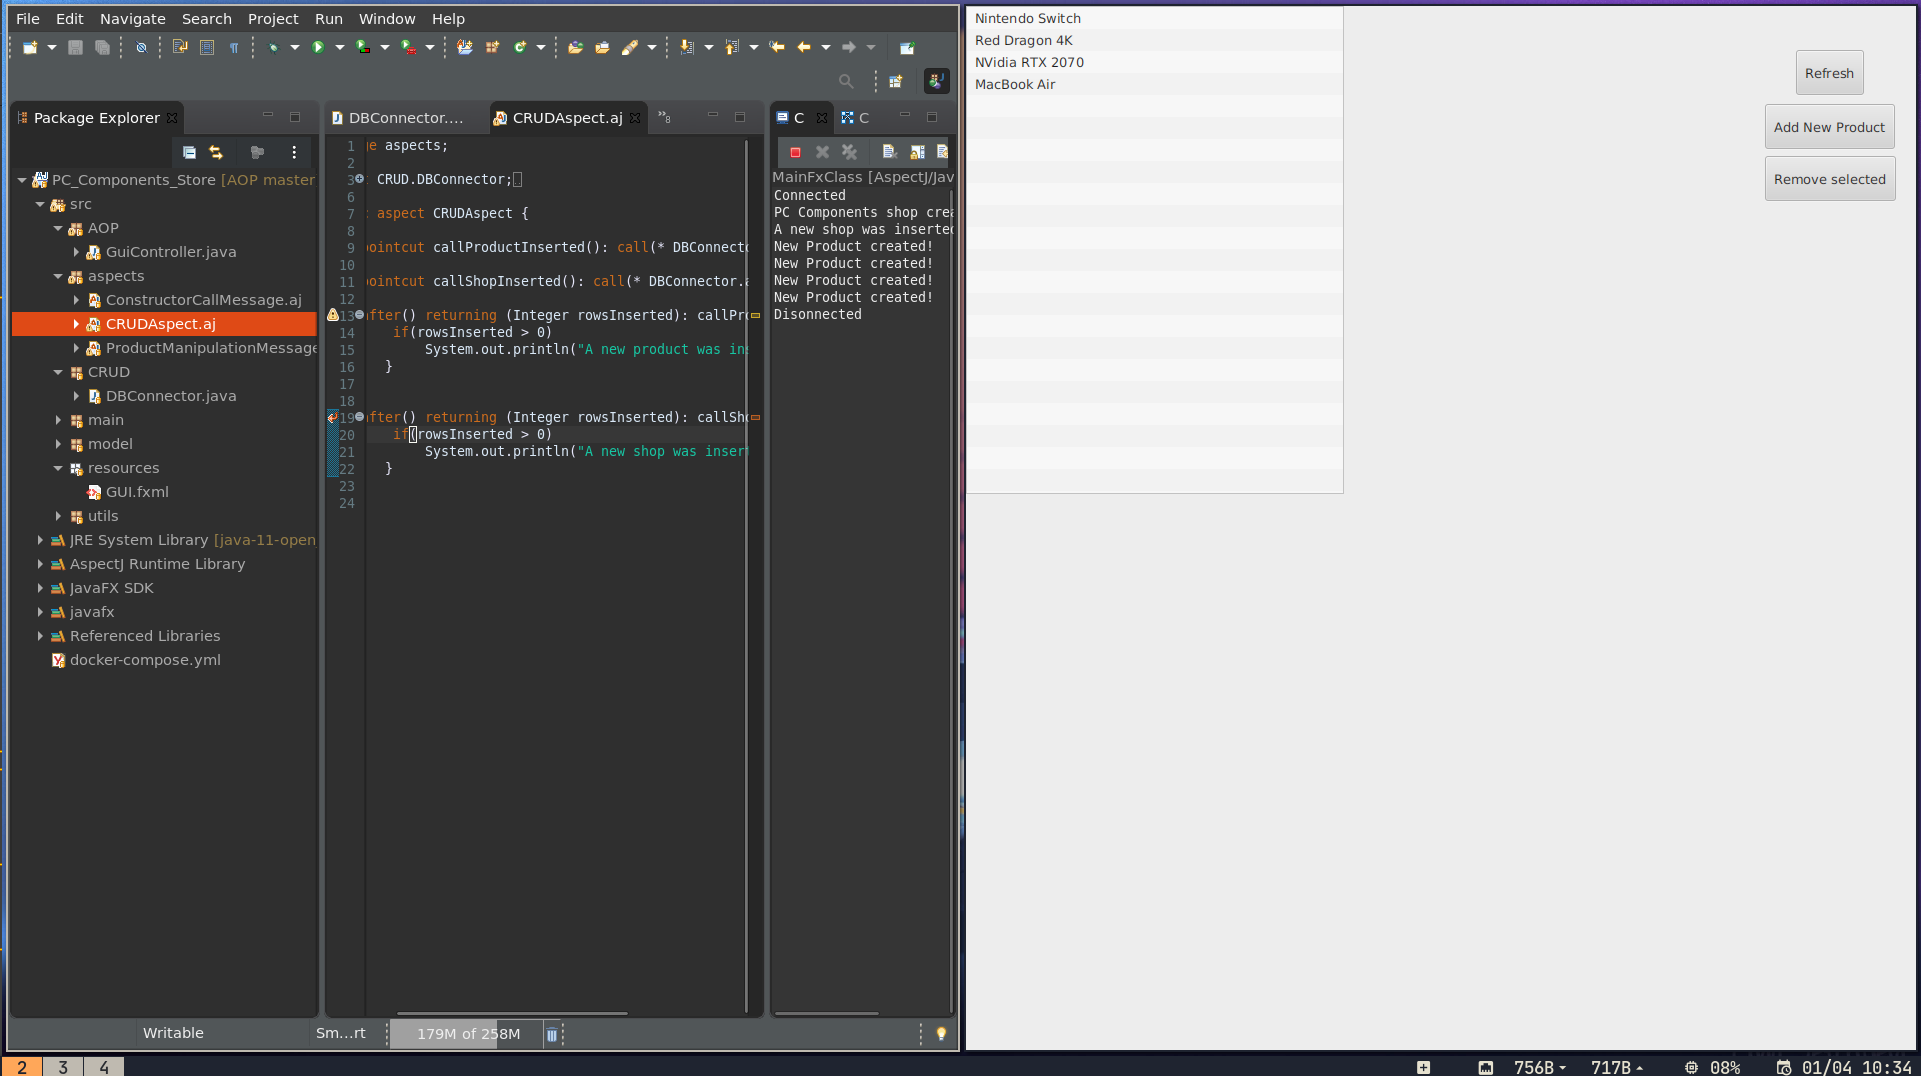 File Edit Navigate Search Project Run Window Help
Package Explorer
PC_Components_Store [AOP master
src
AOP
GuiController.java
aspects
ConstructorCallMessage.aj
CRUDAspect.aj
ProductManipulationMessage
CRUD
DBConnector.java
main
model
resources
GUI.fxml
utils
JRE System Library [java-11-open
AspectJ Runtime Library
JavaFX SDK
javafx
Referenced Libraries
docker-compose.yml
DBConnector.... CRUDAspect.aj »8
1 e aspects;
2
3 CRUD.DBConnector;
6
7 aspect CRUDAspect {
8
9 pointcut callProductInserted(): call(* DBConnecto
10
11 pointcut callShopInserted(): call(* DBConnector.a
12
13 after() returning (Integer rowsInserted): callPro
14 if(rowsInserted > 0)
15 System.out.println("A new product was ins
16 }
17
18
19 after() returning (Integer rowsInserted): callSho
20 if(rowsInserted > 0)
21 System.out.println("A new shop was insert
22 }
23
24
C C
MainFxClass [AspectJ/Jav
Connected
PC Components shop crea
A new shop was inserted
New Product created!
New Product created!
New Product created!
New Product created!
Disonnected
Writable Sm...rt 179M of 258M
Nintendo Switch
Red Dragon 4K
NVidia RTX 2070
MacBook Air
Refresh
Add New Product
Remove selected
2 3 4 756B 717B 08% 01/04 10:34